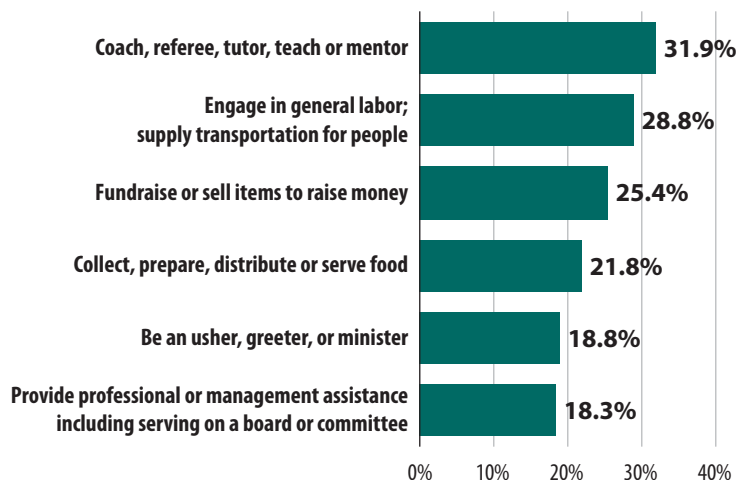 Coach, referee, tutor, teach or mentor
31.9%
Engage in general labor;
supply transportation for people
28.8%
Fundraise or sell items to raise money
25.4%
Collect, prepare, distribute or serve food
21.8%
Be an usher, greeter, or minister
18.8%
Provide professional or management assistance
including serving on a board or committee
18.3%
0% 10% 20% 30% 40%